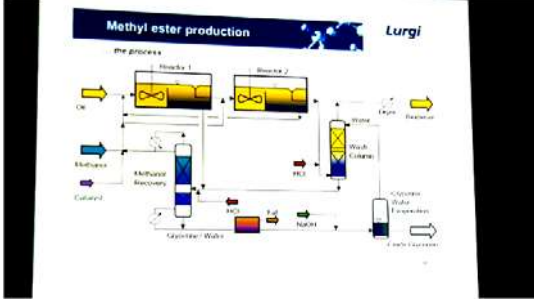 Methyl ester production
Lurgi
... the process
Reactor 1
Reactor 2
Oil
Dryer
Biodiesel
Water
Wash
Column
Methanol
Methanol
Recovery
HCl
Catalyst
HCl
Fat
NaOH
Glycerine
Water
Evaporation
Glycerine / Water
Crude Glycerine